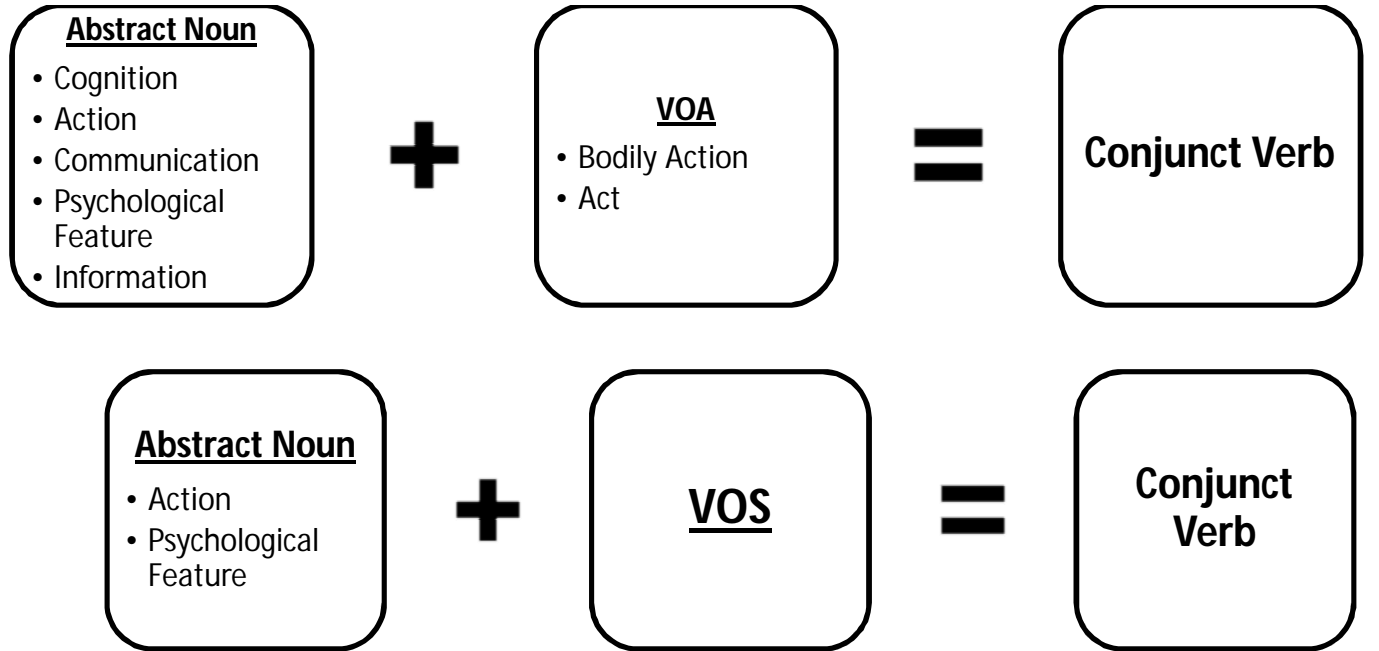 Abstract Noun
• Cognition
• Action
• Communication
• Psychological
Feature
• Information
+
VOA
• Bodily Action
• Act
=
Conjunct Verb
Abstract Noun
• Action
• Psychological
Feature
+
VOS
=
Conjunct
Verb